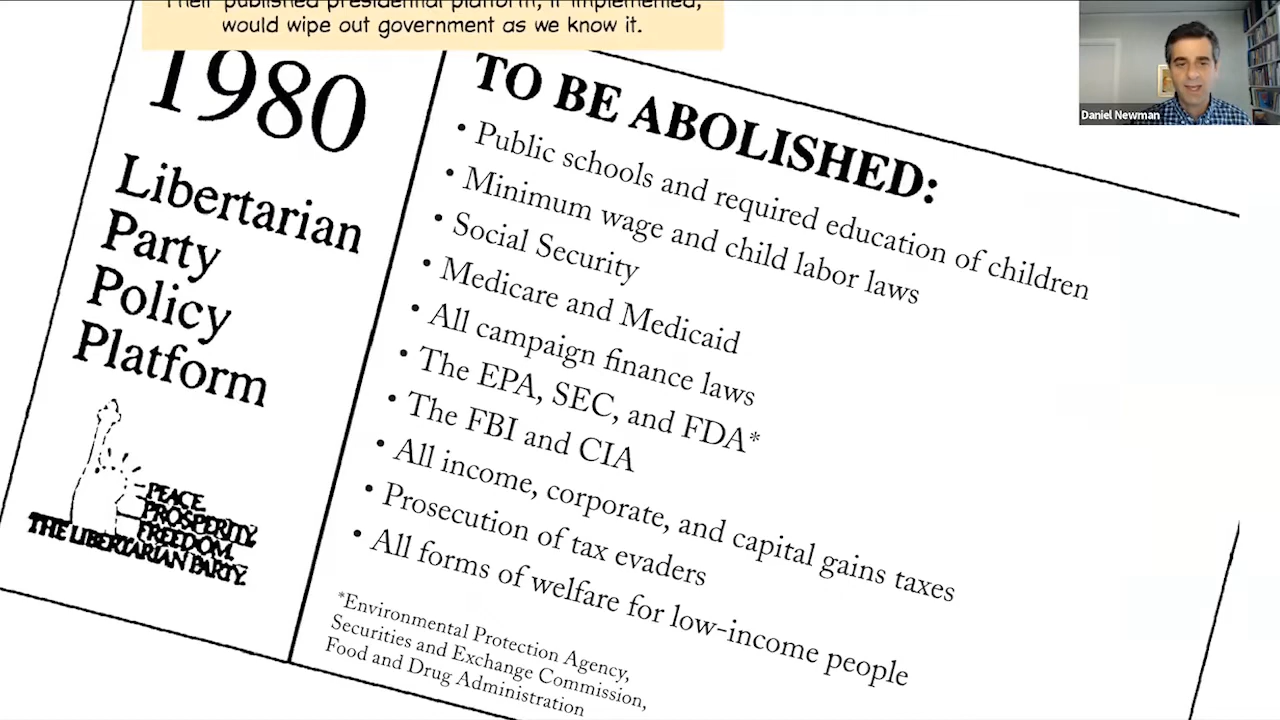 Their published presidential platform, if implemented,
would wipe out government as we know it.
1980
Libertarian
Party
Policy
Platform
PEACE.
PROSPERITY.
FREEDOM.
THE LIBERTARIAN PARTY.
TO BE ABOLISHED:
• Public schools and required education of children
• Minimum wage and child labor laws
• Social Security
• Medicare and Medicaid
• All campaign finance laws
• The EPA, SEC, and FDA*
• The FBI and CIA
• All income, corporate, and capital gains taxes
• Prosecution of tax evaders
• All forms of welfare for low-income people
*Environmental Protection Agency,
Securities and Exchange Commission,
Food and Drug Administration
Daniel Newman